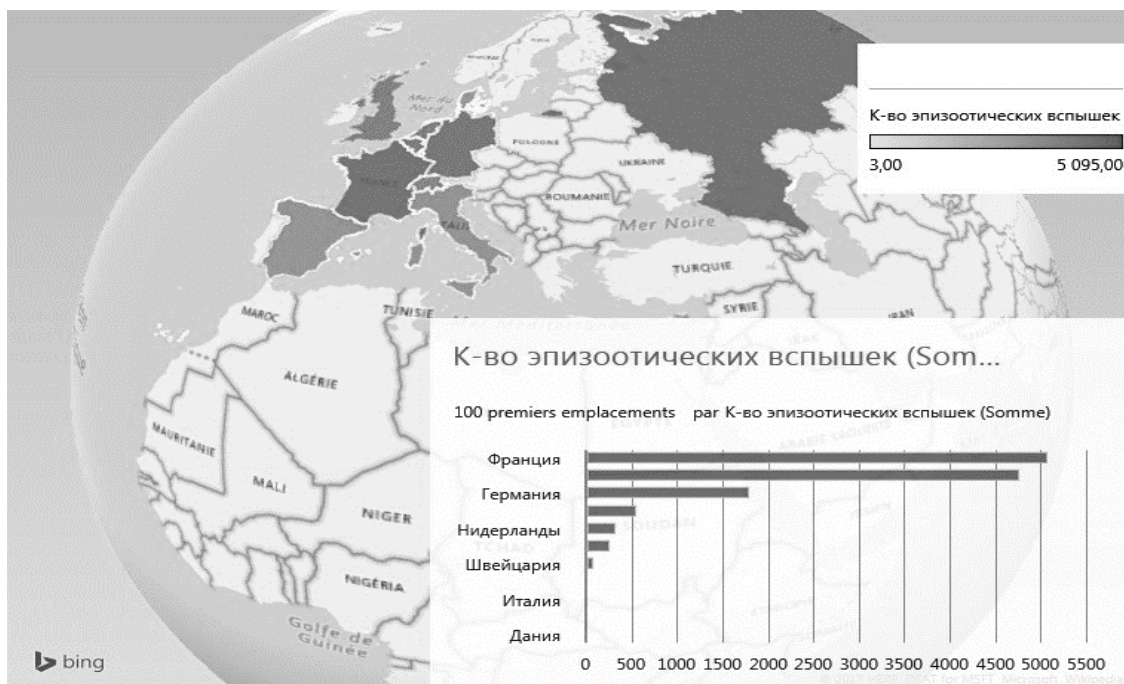 Mer du
Nord
POLOGNE
UKRAINE
FRANCE
ROUMANIE
Mer Noire
TURQUIE
SYRIE
MAROC
TUNISIE
ALGÉRIE
MAURITANIE
MALI
NIGER
NIGÉRIA
Golfe de
Guinée
bing
К-во эпизоотических вспышек
3,00 5 095,00
К-во эпизоотических вспышек (Som...
100 premiers emplacements par К-во эпизоотических вспышек (Somme)
Франция
Германия
Нидерланды
Швейцария
Италия
Дания
0 500 1000 1500 2000 2500 3000 3500 4000 4500 5000 5500